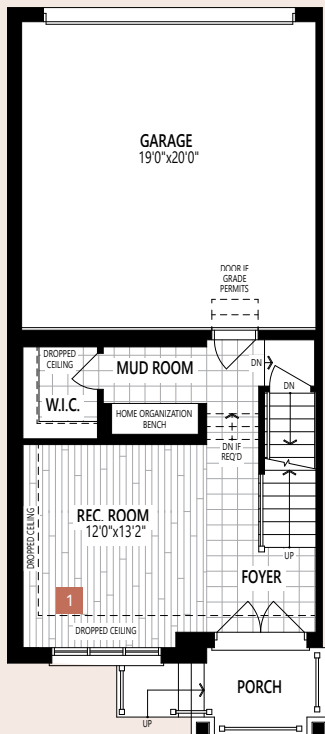 GARAGE
19'0"x20'0"
DOOR IF
GRADE
PERMITS
DROPPED
CEILING
MUD ROOM
DN
DN
W.I.C.
HOME ORGANIZATION
BENCH
DN IF
REQ'D
REC. ROOM
12'0"x13'2"
DROPPED CEILING
UP
FOYER
1
DROPPED CEILING
PORCH
UP